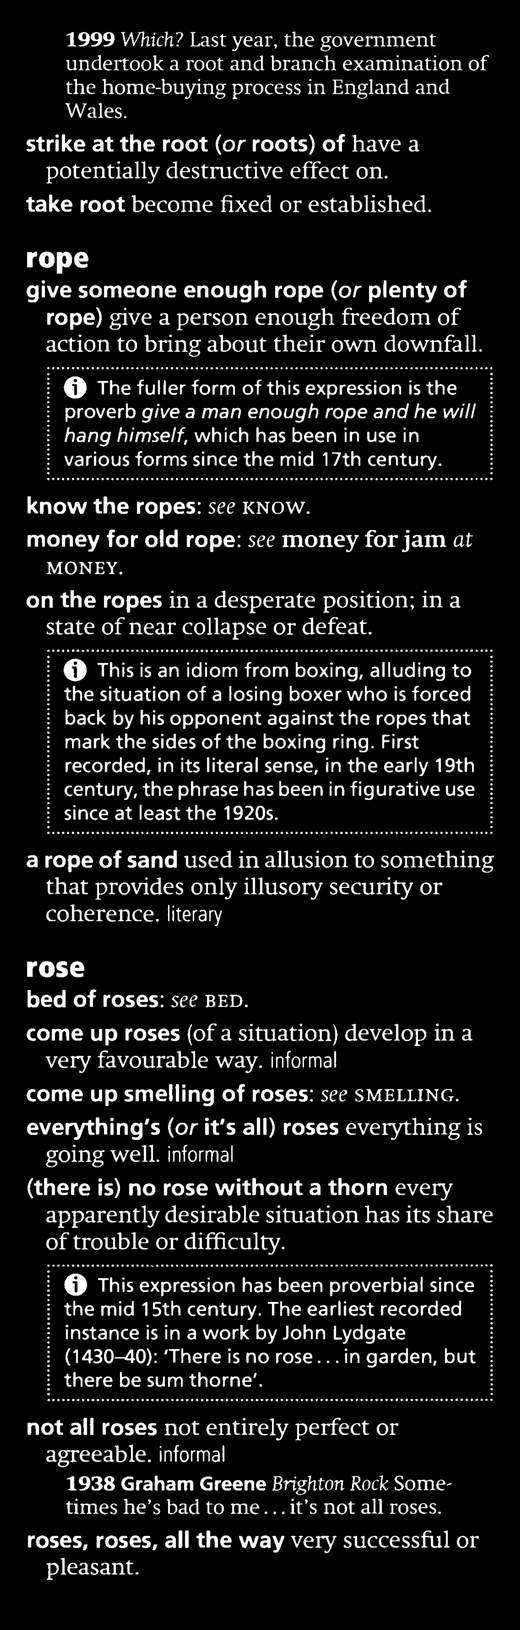 1999 Which? Last year, the government
undertook a root and branch examination of
the home-buying process in England and
Wales.
strike at the root (or roots) of have a
potentially destructive effect on.
take root become fixed or established.
rope
give someone enough rope (or plenty of
rope) give a person enough freedom of
action to bring about their own downfall.
ⓘ The fuller form of this expression is the
proverb give a man enough rope and he will
hang himself, which has been in use in
various forms since the mid 17th century.
know the ropes: see KNOW.
money for old rope: see money for jam at
MONEY.
on the ropes in a desperate position; in a
state of near collapse or defeat.
ⓘ This is an idiom from boxing, alluding to
the situation of a losing boxer who is forced
back by his opponent against the ropes that
mark the sides of the boxing ring. First
recorded, in its literal sense, in the early 19th
century, the phrase has been in figurative use
since at least the 1920s.
a rope of sand used in allusion to something
that provides only illusory security or
coherence. literary
rose
bed of roses: see BED.
come up roses (of a situation) develop in a
very favourable way. informal
come up smelling of roses: see SMELLING.
everything's (or it's all) roses everything is
going well. informal
(there is) no rose without a thorn every
apparently desirable situation has its share
of trouble or difficulty.
ⓘ This expression has been proverbial since
the mid 15th century. The earliest recorded
instance is in a work by John Lydgate
(1430–40): 'There is no rose . . . in garden, but
there be sum thorne'.
not all roses not entirely perfect or
agreeable. informal
1938 Graham Greene Brighton Rock Some-
times he's bad to me . . . it's not all roses.
roses, roses, all the way very successful or
pleasant.